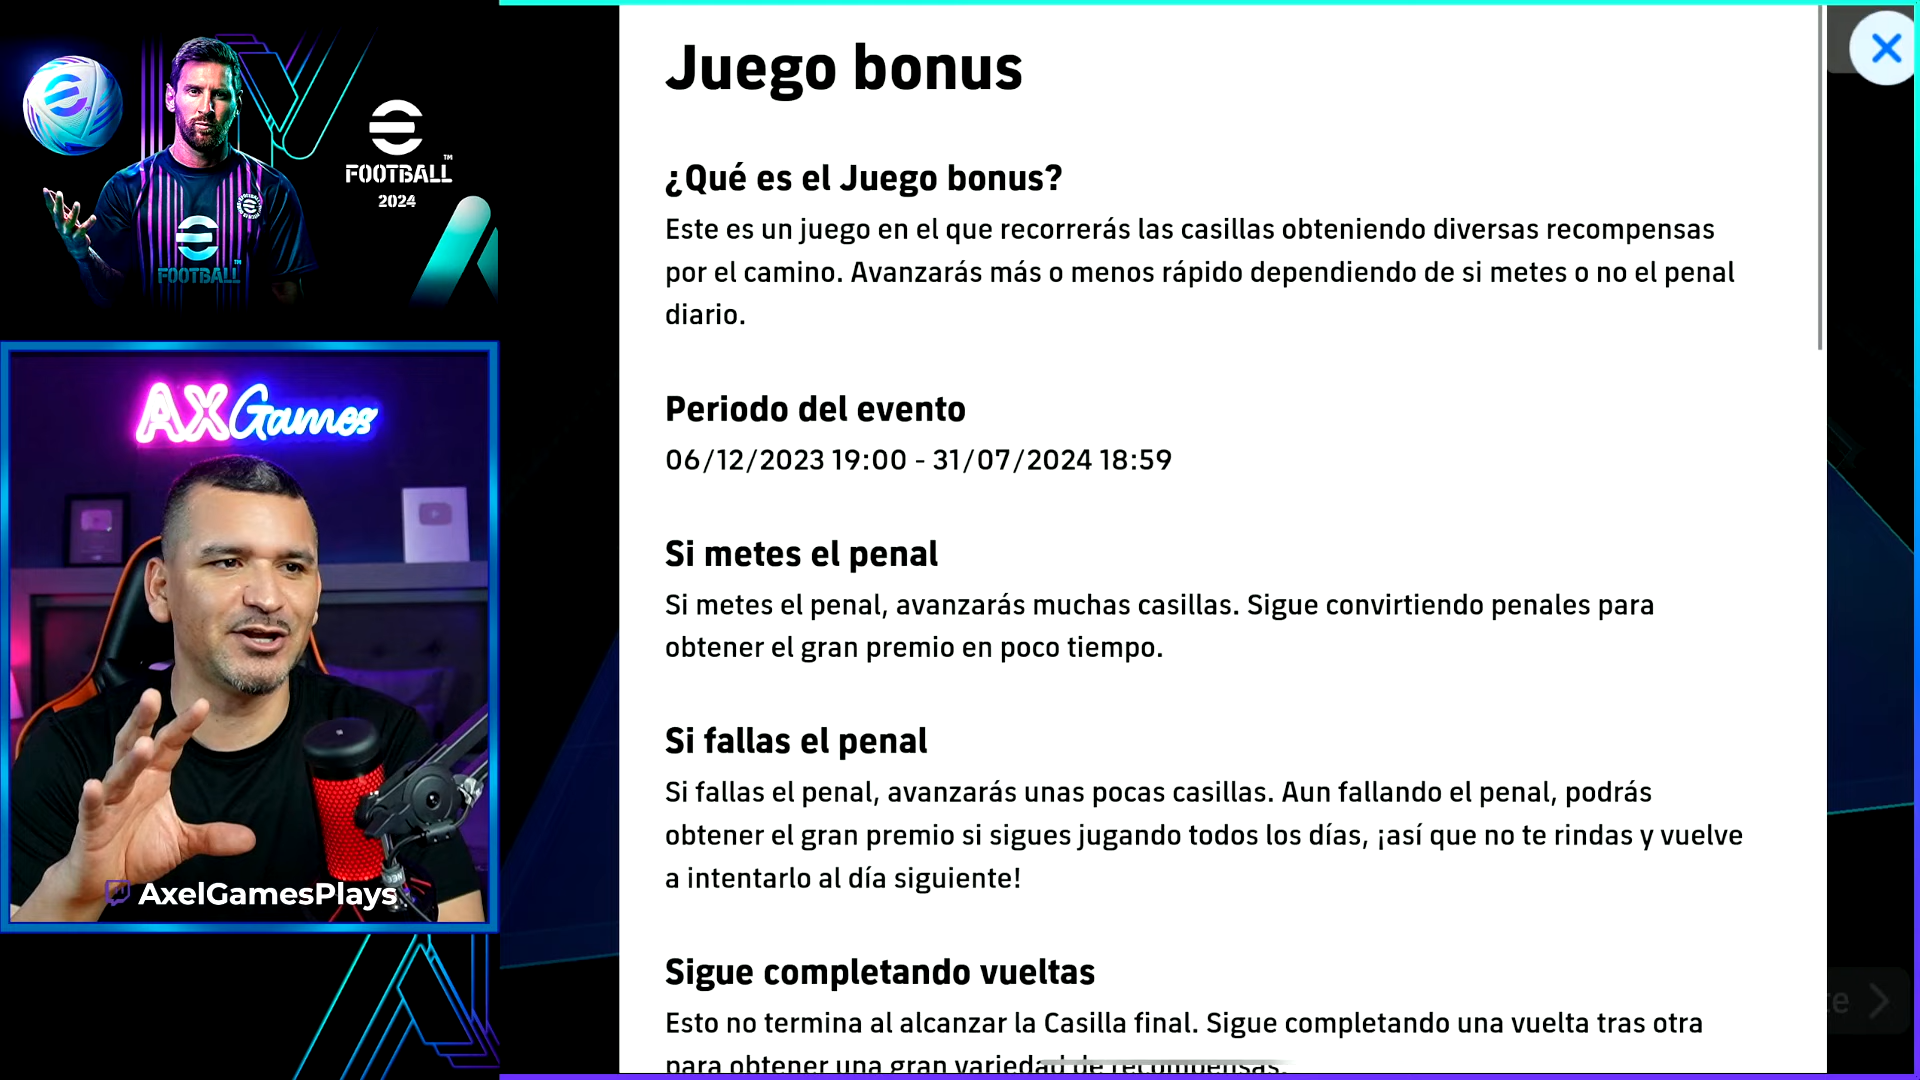 FOOTBALL™
2024
FOOTBALL™
AX Games
AxelGamesPlays
Juego bonus
¿Qué es el Juego bonus?
Este es un juego en el que recorrerás las casillas obteniendo diversas recompensas
por el camino. Avanzarás más o menos rápido dependiendo de si metes o no el penal
diario.
Periodo del evento
06/12/2023 19:00 - 31/07/2024 18:59
Si metes el penal
Si metes el penal, avanzarás muchas casillas. Sigue convirtiendo penales para
obtener el gran premio en poco tiempo.
Si fallas el penal
Si fallas el penal, avanzarás unas pocas casillas. Aun fallando el penal, podrás
obtener el gran premio si sigues jugando todos los días, ¡así que no te rindas y vuelve
a intentarlo al día siguiente!
Sigue completando vueltas
Esto no termina al alcanzar la Casilla final. Sigue completando una vuelta tras otra
para obtener una gran variedad de recompensas.